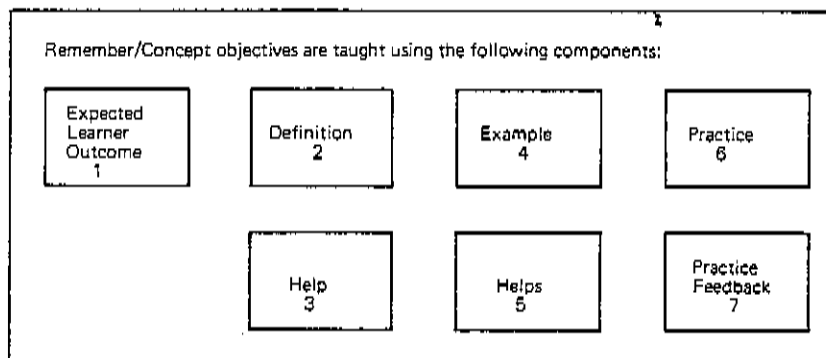 Remember/Concept objectives are taught using the following components:
Expected
Learner
Outcome
1
Definition
2
Example
4
Practice
6
Help
3
Helps
5
Practice
Feedback
7